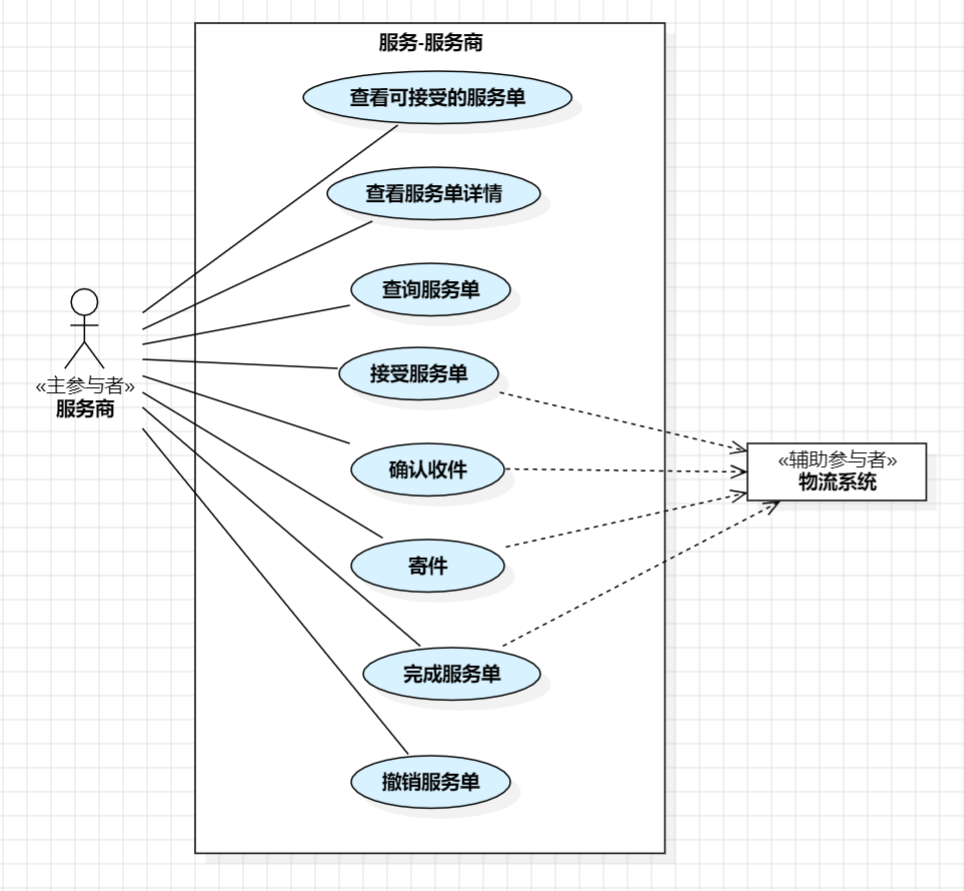 服务-服务商
查看可接受的服务单
查看服务单详情
查询服务单
接受服务单
«主参与者»
服务商
确认收件
«辅助参与者»
物流系统
寄件
完成服务单
撤销服务单